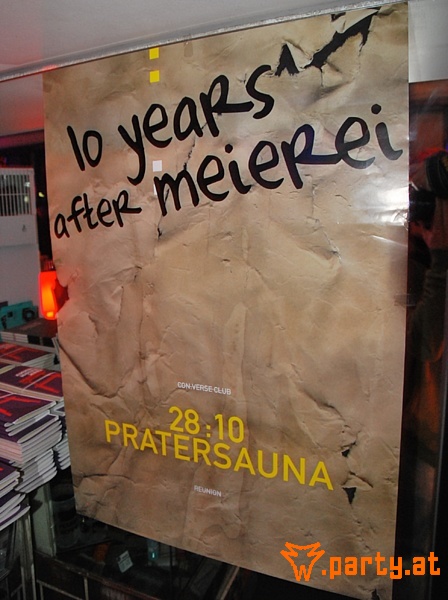 10 years
after meierei
CON-VERSE-CLUB
28:10
PRATERSAUNA
REUNION
.party.at